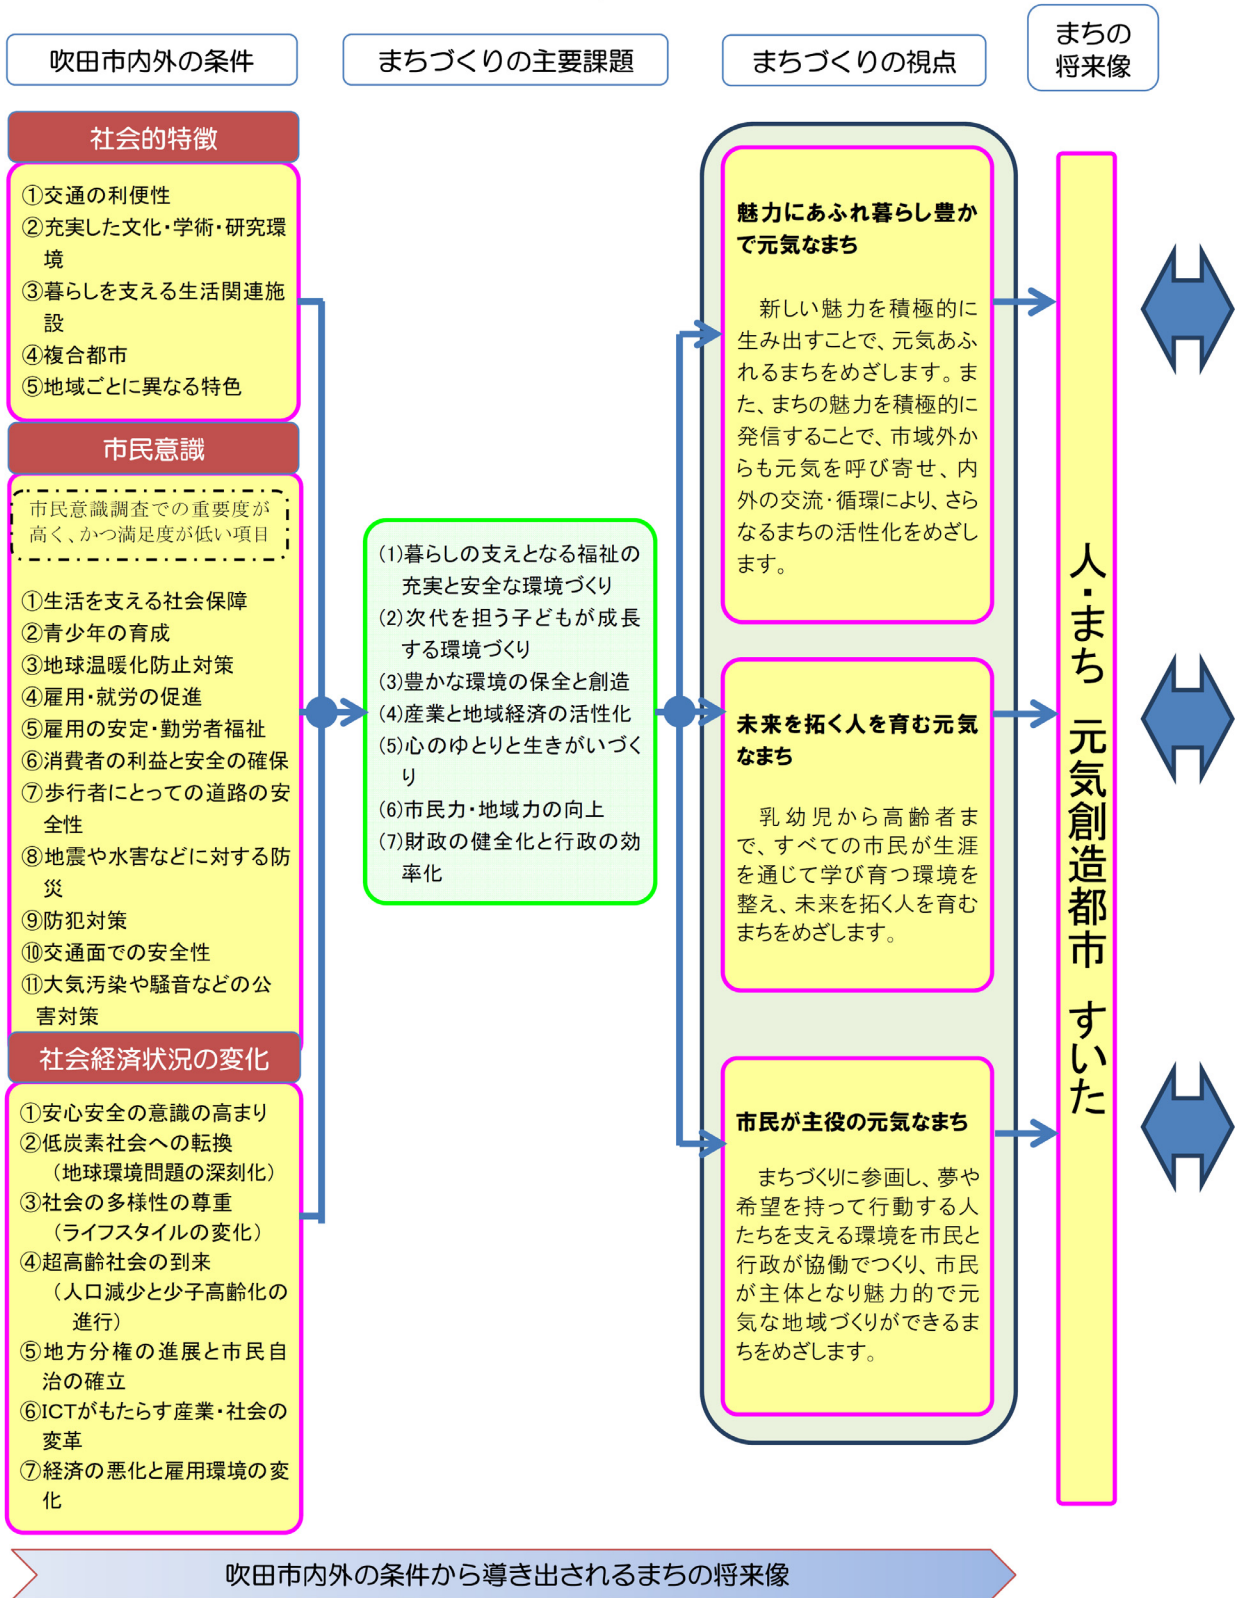 吹田市内外の条件
まちづくりの主要課題
まちづくりの視点
まちの
将来像
社会的特徴
①交通の利便性
②充実した文化・学術・研究環
境
③暮らしを支える生活関連施
設
④複合都市
⑤地域ごとに異なる特色
市民意識
市民意識調査での重要度が
高く、かつ満足度が低い項目
①生活を支える社会保障
②青少年の育成
③地球温暖化防止対策
④雇用・就労の促進
⑤雇用の安定・勤労者福祉
⑥消費者の利益と安全の確保
⑦歩行者にとっての道路の安
全性
⑧地震や水害などに対する防
災
⑨防犯対策
⑩交通面での安全性
⑪大気汚染や騒音などの公
害対策
社会経済状況の変化
①安心安全の意識の高まり
②低炭素社会への転換
（地球環境問題の深刻化）
③社会の多様性の尊重
（ライフスタイルの変化）
④超高齢社会の到来
（人口減少と少子高齢化の
進行）
⑤地方分権の進展と市民自
治の確立
⑥ICTがもたらす産業・社会の
変革
⑦経済の悪化と雇用環境の変
化
(1)暮らしの支えとなる福祉の
充実と安全な環境づくり
(2)次代を担う子どもが成長
する環境づくり
(3)豊かな環境の保全と創造
(4)産業と地域経済の活性化
(5)心のゆとりと生きがいづく
り
(6)市民力・地域力の向上
(7)財政の健全化と行政の効
率化
魅力にあふれ暮らし豊か
で元気なまち
新しい魅力を積極的に
生み出すことで、元気あふ
れるまちをめざします。ま
た、まちの魅力を積極的に
発信することで、市域外か
らも元気を呼び寄せ、内
外の交流・循環により、さら
なるまちの活性化をめざし
ます。
未来を拓く人を育む元気
なまち
乳幼児から高齢者ま
で、すべての市民が生涯
を通じて学び育つ環境を
整え、未来を拓く人を育む
まちをめざします。
市民が主役の元気なまち
まちづくりに参画し、夢や
希望を持って行動する人
たちを支える環境を市民と
行政が協働でつくり、市民
が主体となり魅力的で元
気な地域づくりができるま
ちをめざします。
人・まち 元気創造都市 すいた
吹田市内外の条件から導き出されるまちの将来像